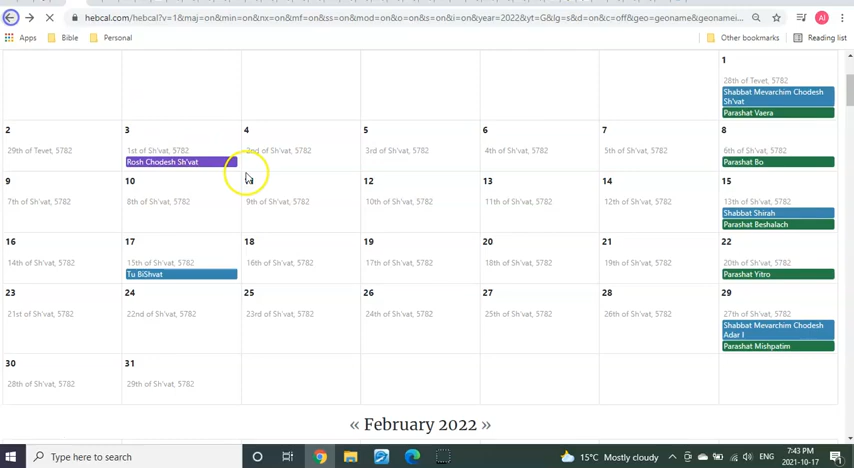 hebcal.com/hebcal?v=1&maj=on&min=on&nx=on&mf=on&ss=on&mod=on&o=on&s=on&i=on&year=2022&yt=G&lg=s&d=on&c=off&geo=geoname&geonamei...
AI
Apps Bible Personal Other bookmarks Reading list
1
28th of Tevet, 5782
Shabbat Mevarchim Chodesh
Sh'vat
Parashat Vaera
2 3 4 5 6 7 8
29th of Tevet, 5782 1st of Sh'vat, 5782 2nd of Sh'vat, 5782 3rd of Sh'vat, 5782 4th of Sh'vat, 5782 5th of Sh'vat, 5782 6th of Sh'vat, 5782
Rosh Chodesh Sh'vat Parashat Bo
9 10 11 12 13 14 15
7th of Sh'vat, 5782 8th of Sh'vat, 5782 9th of Sh'vat, 5782 10th of Sh'vat, 5782 11th of Sh'vat, 5782 12th of Sh'vat, 5782 13th of Sh'vat, 5782
Shabbat Shirah
Parashat Beshalach
16 17 18 19 20 21 22
14th of Sh'vat, 5782 15th of Sh'vat, 5782 16th of Sh'vat, 5782 17th of Sh'vat, 5782 18th of Sh'vat, 5782 19th of Sh'vat, 5782 20th of Sh'vat, 5782
Tu BiShvat Parashat Yitro
23 24 25 26 27 28 29
21st of Sh'vat, 5782 22nd of Sh'vat, 5782 23rd of Sh'vat, 5782 24th of Sh'vat, 5782 25th of Sh'vat, 5782 26th of Sh'vat, 5782 27th of Sh'vat, 5782
Shabbat Mevarchim Chodesh
Adar I
Parashat Mishpatim
30 31
28th of Sh'vat, 5782 29th of Sh'vat, 5782
« February 2022 »
Type here to search 15°C Mostly cloudy ENG 7:43 PM
2021-10-17